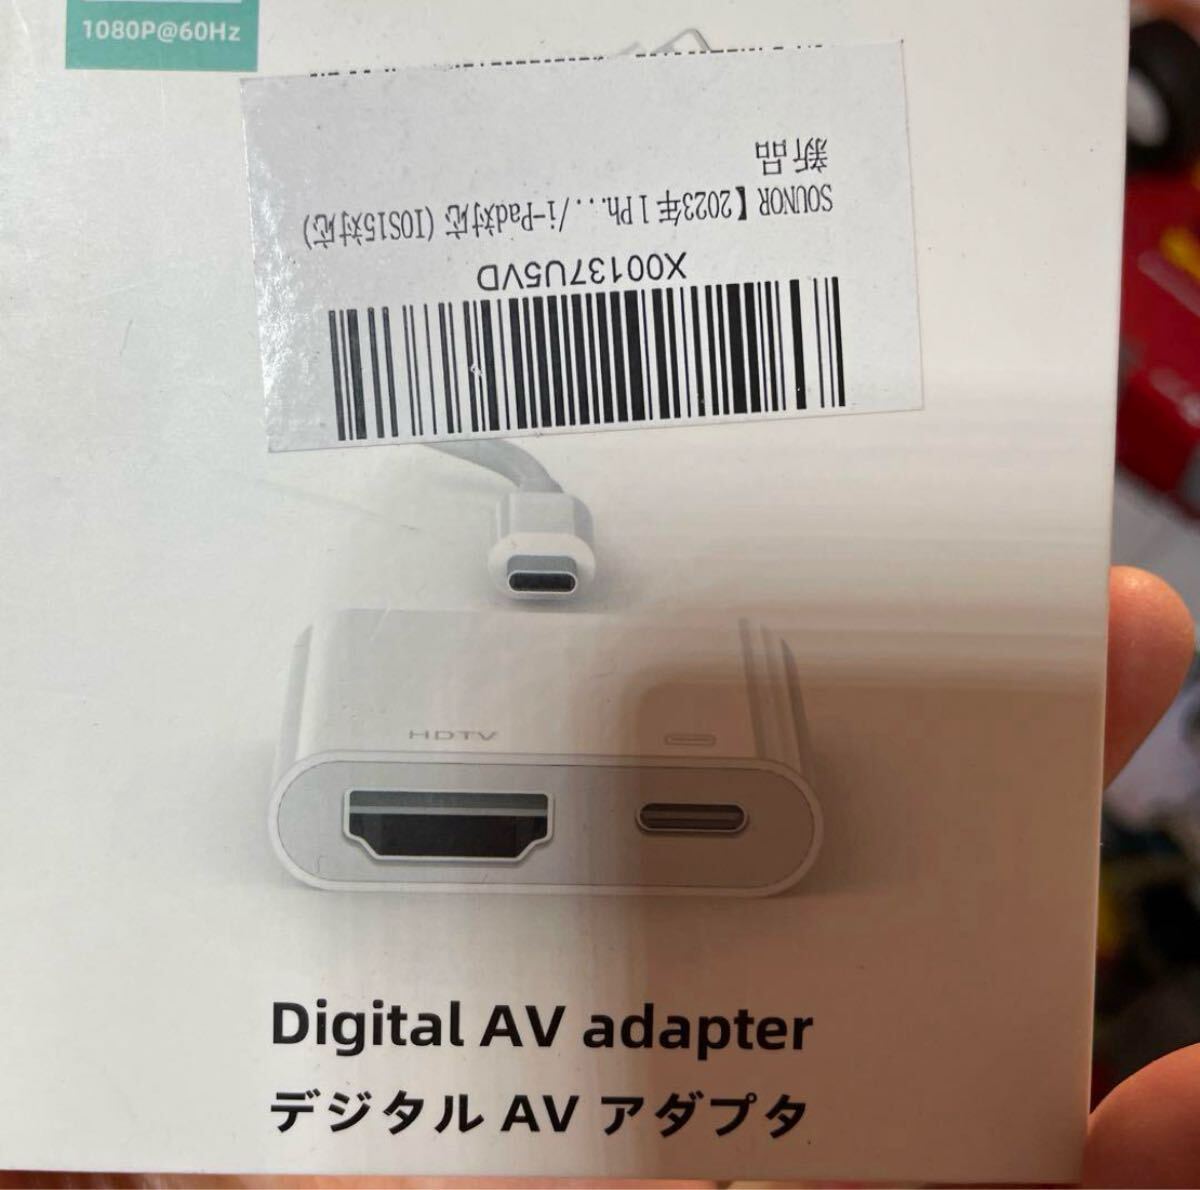 1080P@60Hz
X00137U5VD
SOUNOR【2023年 I Ph.../i-Pad対応 (IOS15対応)
新品
HDTV
Digital AV adapter
デジタル AV アダプタ